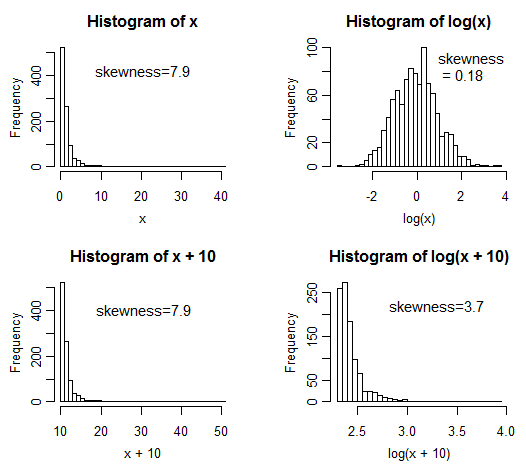 Histogram of x
skewness=7.9
Frequency
0 200 400
0 10 20 30 40
x
Histogram of log(x)
skewness
= 0.18
Frequency
0 20 60 100
-2 0 2 4
log(x)
Histogram of x + 10
skewness=7.9
Frequency
0 200 400
10 20 30 40 50
x + 10
Histogram of log(x + 10)
skewness=3.7
Frequency
0 50 150 250
2.5 3.0 3.5 4.0
log(x + 10)